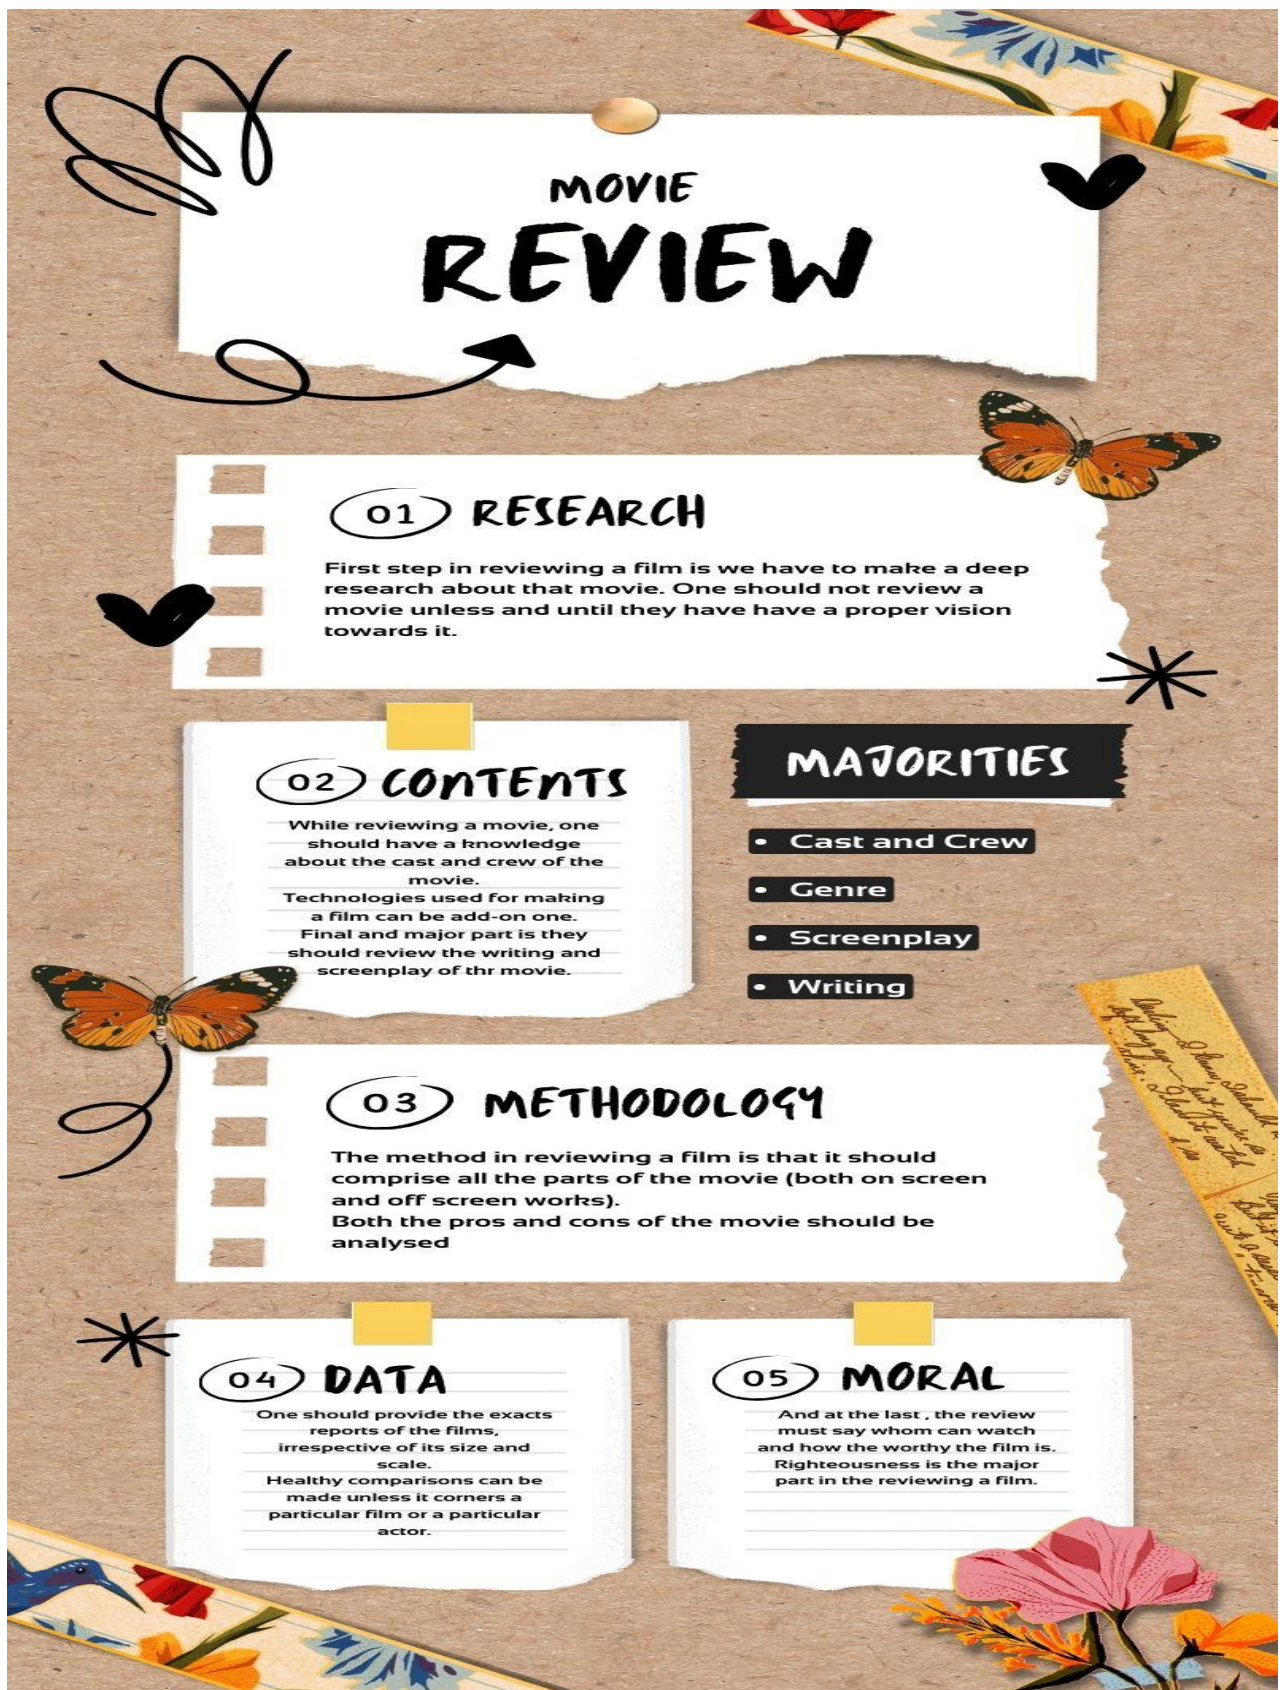 MOVIE
REVIEW
01 RESEARCH
First step in reviewing a film is we have to make a deep
research about that movie. One should not review a
movie unless and until they have have a proper vision
towards it.
02 CONTENTS
While reviewing a movie, one
should have a knowledge
about the cast and crew of the
movie.
Technologies used for making
a film can be add-on one.
Final and major part is they
should review the writing and
screenplay of thr movie.
MAJORITIES
• Cast and Crew
• Genre
• Screenplay
• Writing
03 METHODOLOGY
The method in reviewing a film is that it should
comprise all the parts of the movie (both on screen
and off screen works).
Both the pros and cons of the movie should be
analysed
04 DATA
One should provide the exacts
reports of the films,
irrespective of its size and
scale.
Healthy comparisons can be
made unless it corners a
particular film or a particular
actor.
05 MORAL
And at the last , the review
must say whom can watch
and how the worthy the film is.
Righteousness is the major
part in the reviewing a film.